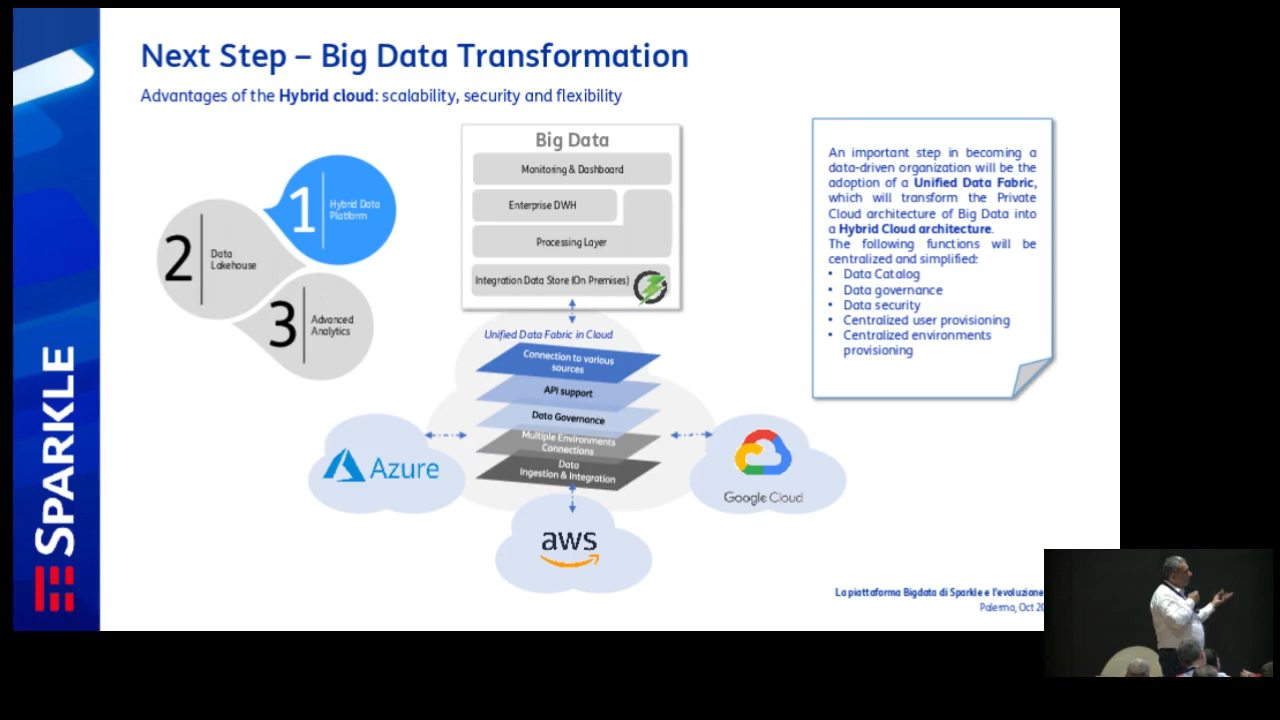 Next Step – Big Data Transformation
Advantages of the Hybrid cloud: scalability, security and flexibility
1
Hybrid Data
Platform
2
Data
Lakehouse
3
Advanced
Analytics
Big Data
Monitoring & Dashboard
Enterprise DWH
Processing Layer
Integration Data Store (On Premises)
Unified Data Fabric in Cloud
Connection to various
sources
API support
Data Governance
Multiple Environments
Connections
Data
Ingestion & Integration
Azure
Google Cloud
aws
An important step in becoming a
data-driven organization will be the
adoption of a Unified Data Fabric,
which will transform the Private
Cloud architecture of Big Data into
a Hybrid Cloud architecture.
The following functions will be
centralized and simplified:
• Data Catalog
• Data governance
• Data security
• Centralized user provisioning
• Centralized environments
provisioning
SPARKLE
La piattaforma Bigdata di Sparkle e l'evoluzione
Palermo, Oct 20